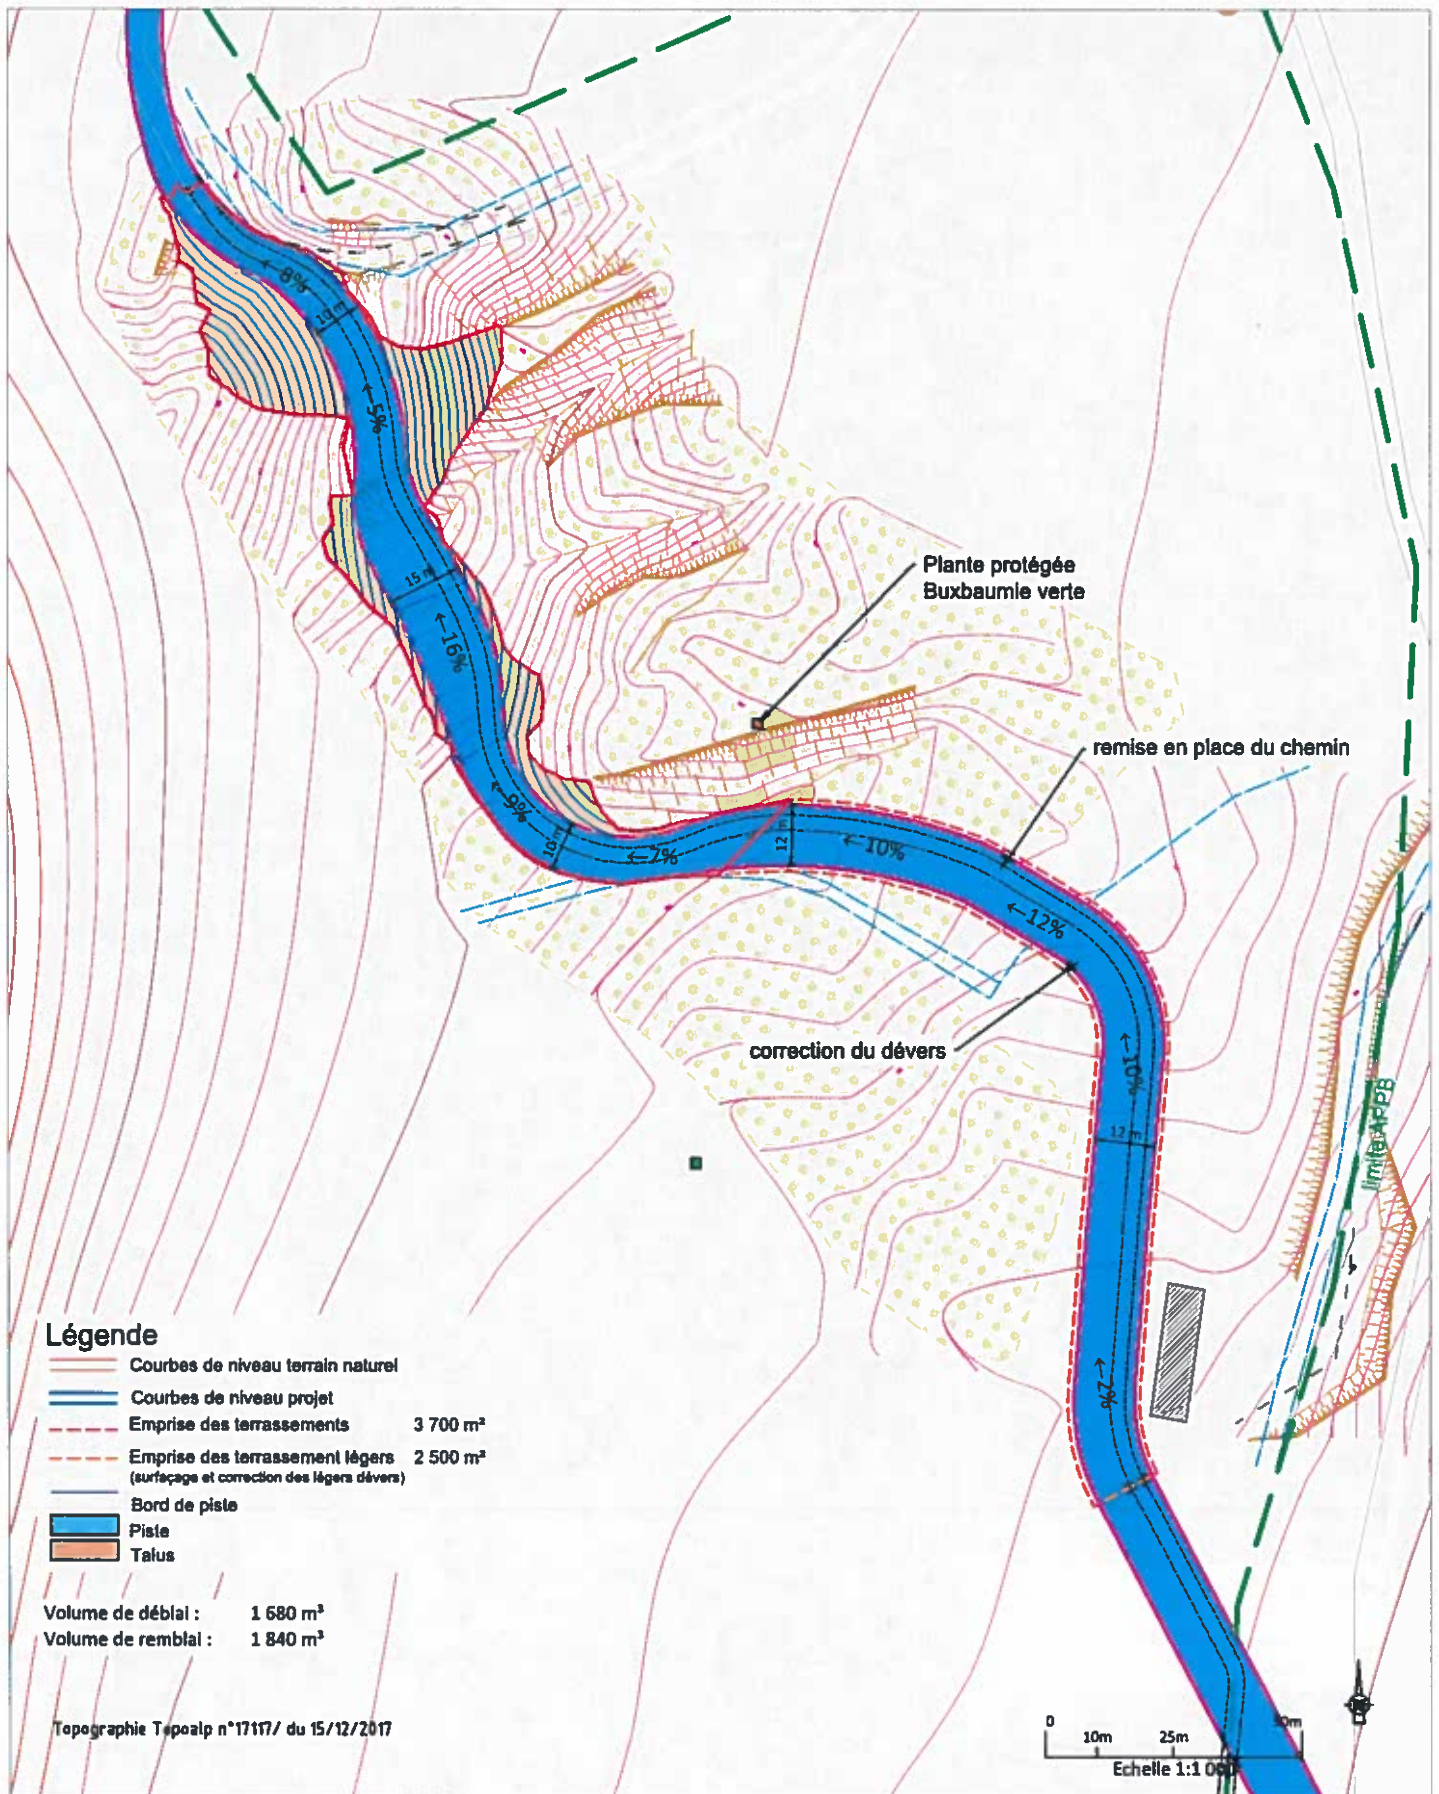 ←8%
10 m
←5%
15 m
←16%
Plante protégée
Buxbaumie verte
remise en place du chemin
←9%
10 m
←7%
12 m
←10%
←12%
correction du dévers
←10%
12 m
limite APPB
←7%
Légende
Courbes de niveau terrain naturel
Courbes de niveau projet
Emprise des terrassements 3 700 m²
Emprise des terrassement légers 2 500 m²
(surfaçage et correction des légers dévers)
Bord de piste
Piste
Talus
Volume de déblai : 1 680 m³
Volume de remblai : 1 840 m³
Topographie Topoalp n°17117/ du 15/12/2017
0 10m 25m 50m
Echelle 1:1 000